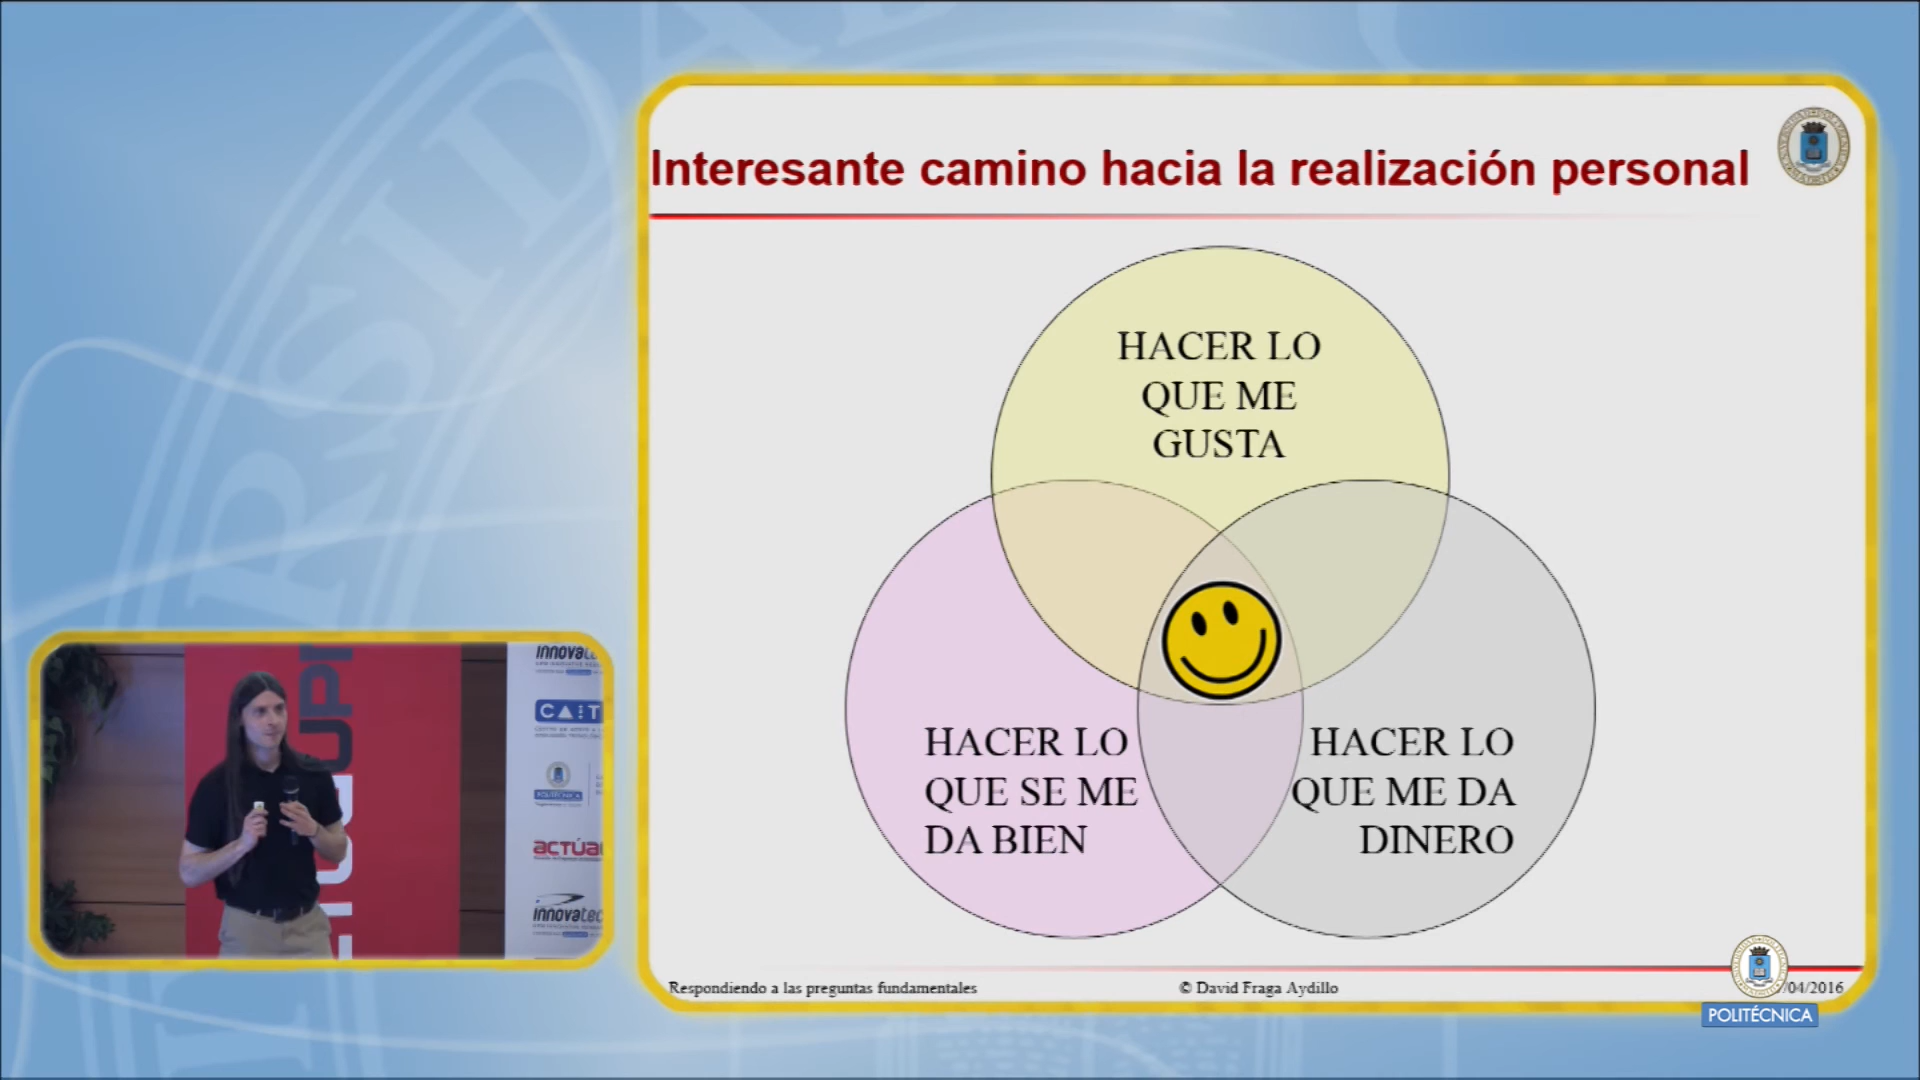 Interesante camino hacia la realización personal
HACER LO
QUE ME
GUSTA
HACER LO
QUE SE ME
DA BIEN
HACER LO
QUE ME DA
DINERO
Respondiendo a las preguntas fundamentales
© David Fraga Aydillo
/04/2016
POLITÉCNICA
innovatec
CAIT
POLITÉCNICA
actúa
innovatec